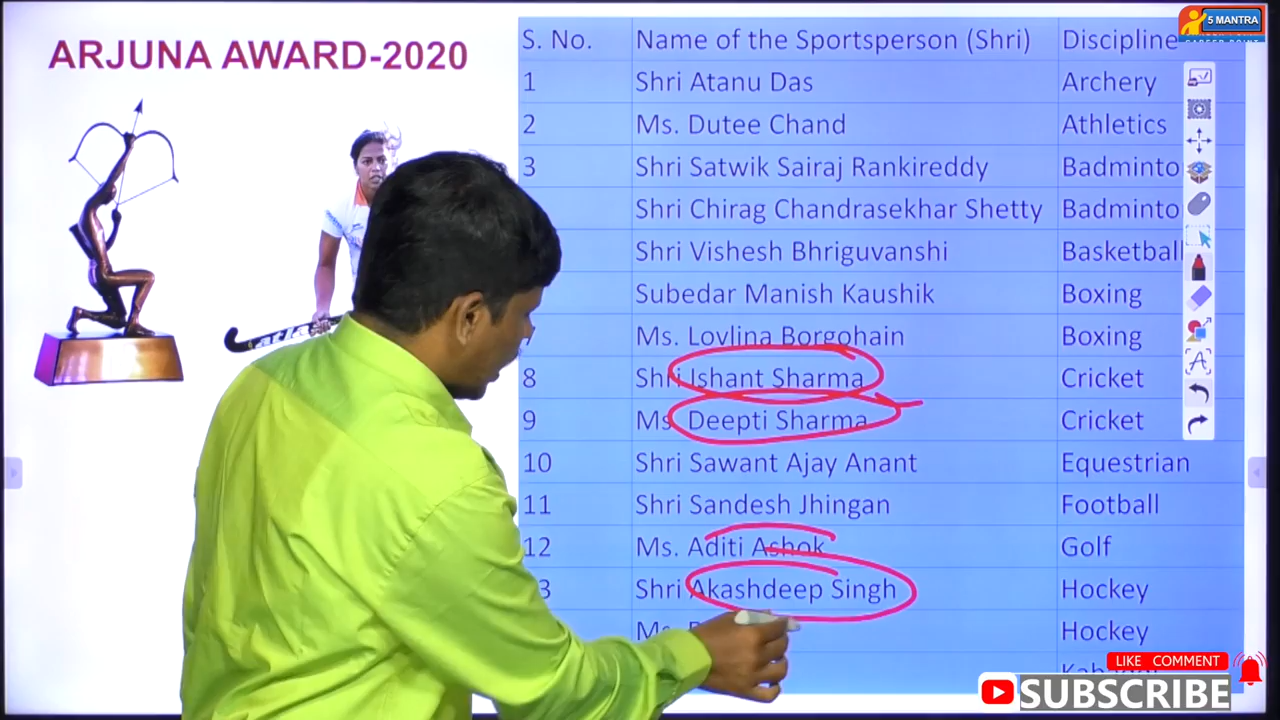 5 MANTRA
ARJUNA AWARD-2020
S. No. Name of the Sportsperson (Shri) Discipline
1 Shri Atanu Das Archery
2 Ms. Dutee Chand Athletics
3 Shri Satwik Sairaj Rankireddy Badminto
Shri Chirag Chandrasekhar Shetty Badminto
Shri Vishesh Bhriguvanshi Basketball
Subedar Manish Kaushik Boxing
Ms. Lovlina Borgohain Boxing
8 Shri Ishant Sharma Cricket
9 Ms Deepti Sharma Cricket
10 Shri Sawant Ajay Anant Equestrian
11 Shri Sandesh Jhingan Football
12 Ms. Aditi Ashok Golf
3 Shri Akashdeep Singh Hockey
Ms. Hockey
LIKE COMMENT
SUBSCRIBE